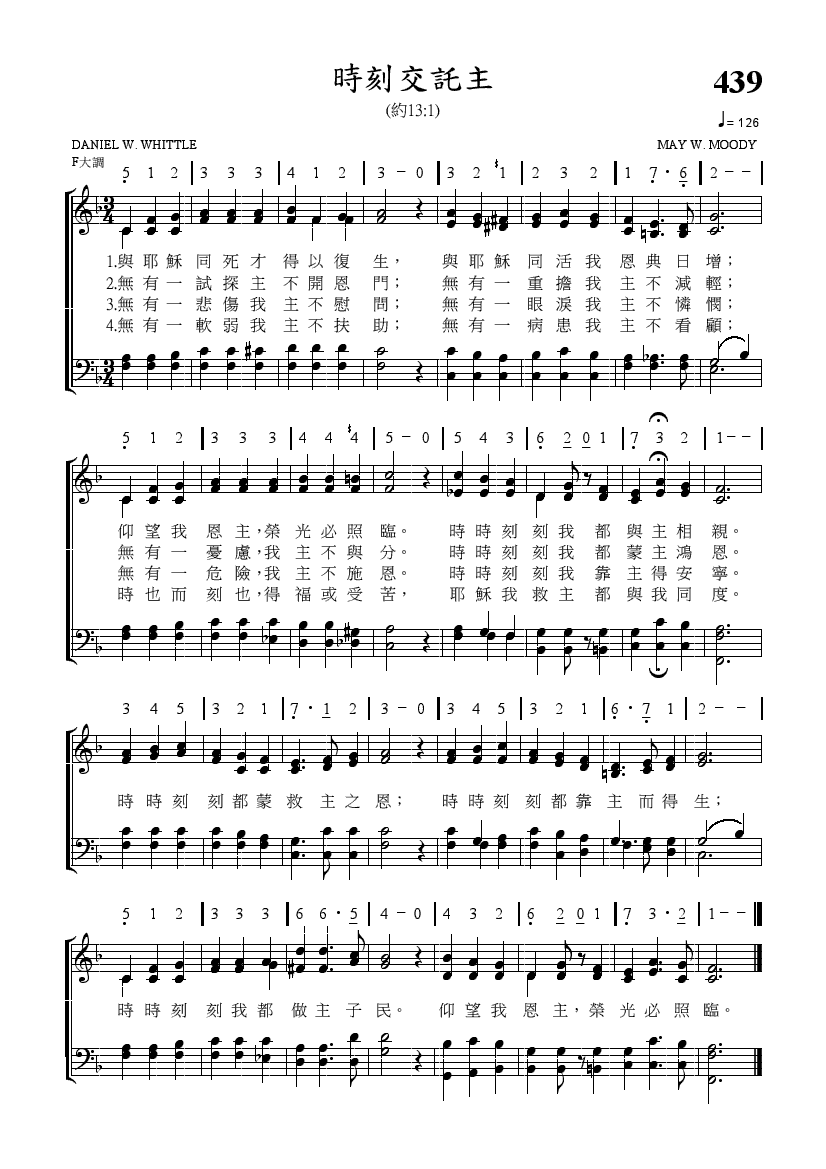 時刻交託主
439
(約13:1)
♩= 126
DANIEL W. WHITTLE
MAY W. MOODY
F大調
5 1 2 | 3 3 3 | 4 1 2 | 3 – 0 | 3 2 1 | 2 3 2 | 1 7 · 6 | 2 – – |
1.與耶穌同死才得以復生， 與耶穌同活我恩典日增；
2.無有一試探主不開恩門； 無有一重擔我主不減輕；
3.無有一悲傷我主不慰問； 無有一眼淚我主不憐憫；
4.無有一軟弱我主不扶助； 無有一病患我主不看顧；
5 1 2 | 3 3 3 | 4 4 4 | 5 – 0 | 5 4 3 | 6 2 0 1 | 7 3 2 | 1 – – |
仰望我恩主，榮光必照臨。 時時刻刻我都與主相親。
無有一憂慮，我主不與分。 時時刻刻我都蒙主鴻恩。
無有一危險，我主不施恩。 時時刻刻我靠主得安寧。
時也而刻也，得福或受苦， 耶穌我救主都與我同度。
3 4 5 | 3 2 1 | 7 · 1 2 | 3 – 0 | 3 4 5 | 3 2 1 | 6 · 7 1 | 2 – – |
時時刻刻都蒙救主之恩； 時時刻刻都靠主而得生；
5 1 2 | 3 3 3 | 6 6 · 5 | 4 – 0 | 4 3 2 | 6 2 0 1 | 7 3 · 2 | 1 – – |
時時刻刻我都做主子民。 仰望我恩主，榮光必照臨。